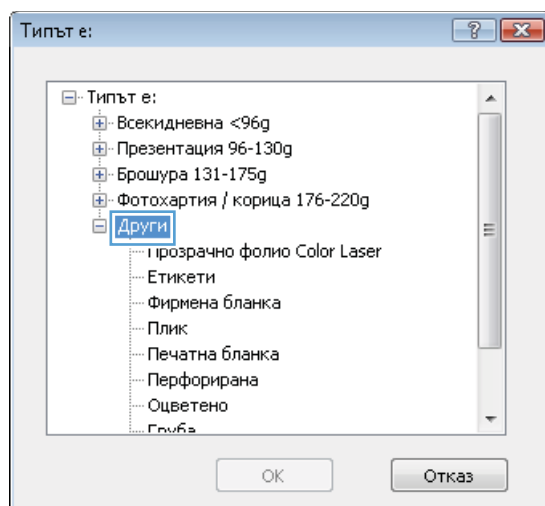 Типът е:
Типът е:
Всекидневна <96g
Презентация 96-130g
Брошура 131-175g
Фотохартия / корица 176-220g
Други
Прозрачно фолио Color Laser
Етикети
Фирмена бланка
Плик
Печатна бланка
Перфорирана
Оцветено
Груба
OK
Отказ